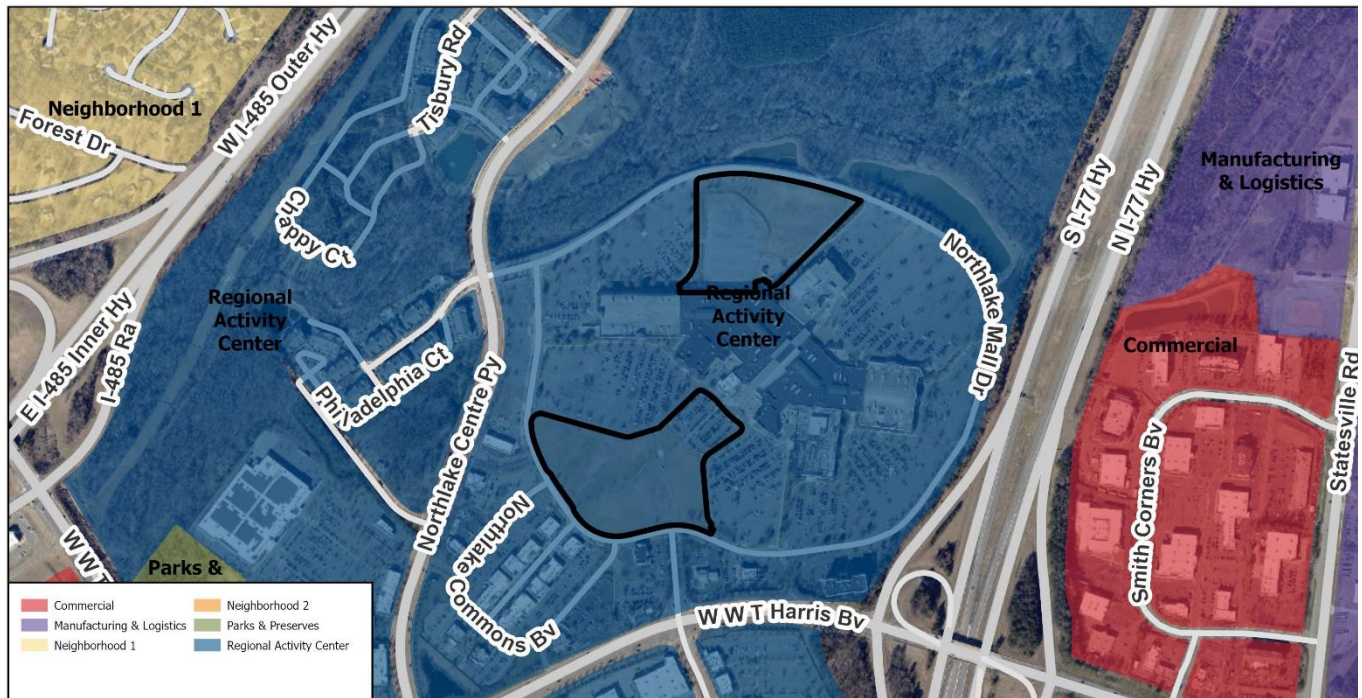 Neighborhood 1
Forest Dr
W I-485 Outer Hy
Tisbury Rd
Chappy Ct
S I-77 Hy
N I-77 Hy
Manufacturing
& Logistics
Northlake Mall Dr
Regional
Activity
Center
Regional
Activity
Center
Commercial
E I-485 Inner Hy
I-485 Ra
Philadelphia Ct
Northlake Centre Py
Smith Corners Bv
Statesville Rd
Northlake Commons Bv
W W T Harris Bv
W W T
Parks &
Commercial
Manufacturing & Logistics
Neighborhood 1
Neighborhood 2
Parks & Preserves
Regional Activity Center